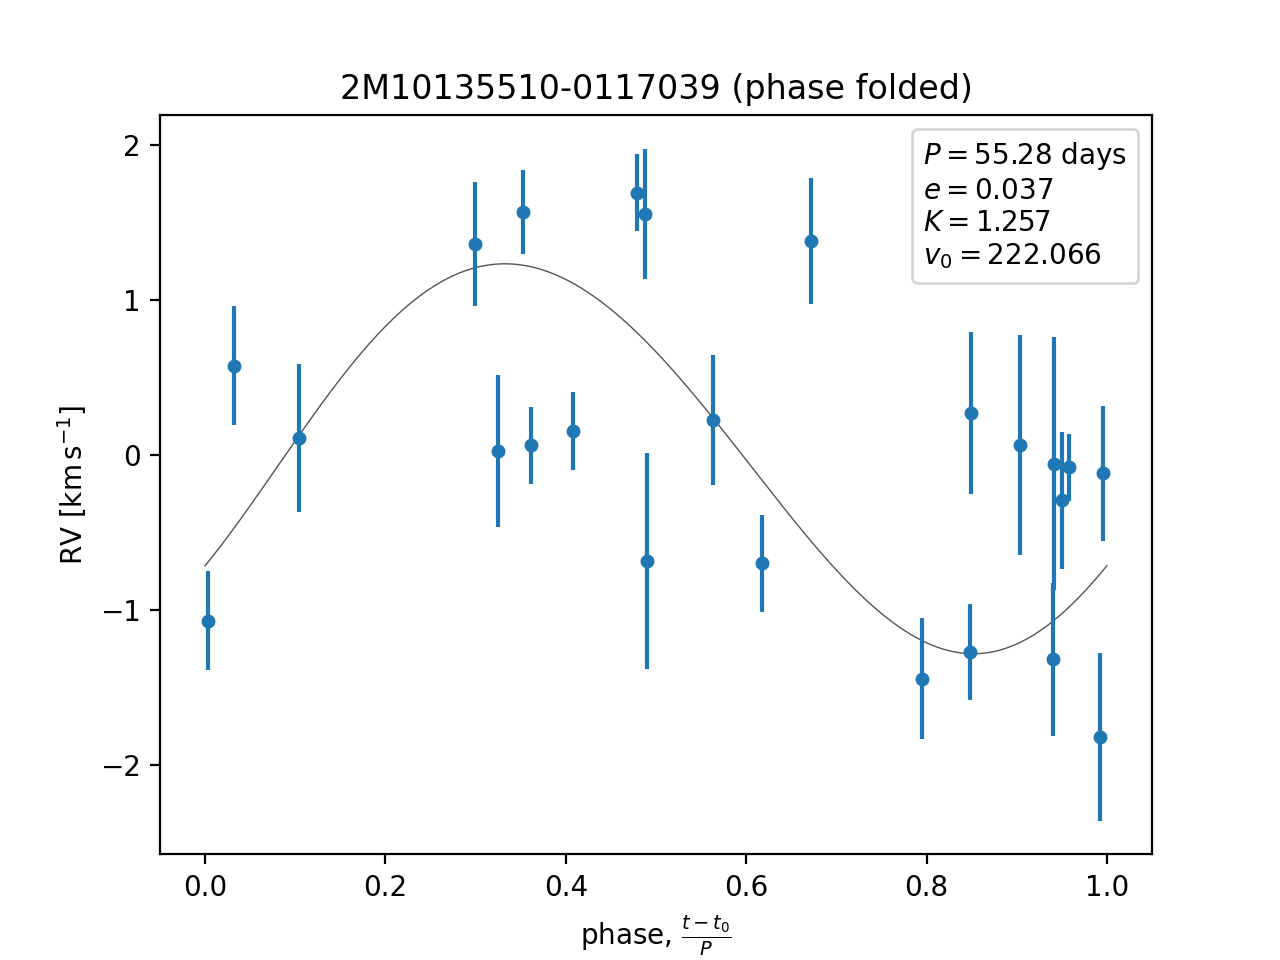 2M10135510-0117039 (phase folded)
P = 55.28 days
e = 0.037
K = 1.257
v₀ = 222.066
RV [km s⁻¹]
2
1
0
−1
−2
0.0 0.2 0.4 0.6 0.8 1.0
phase, (t − t₀)/P